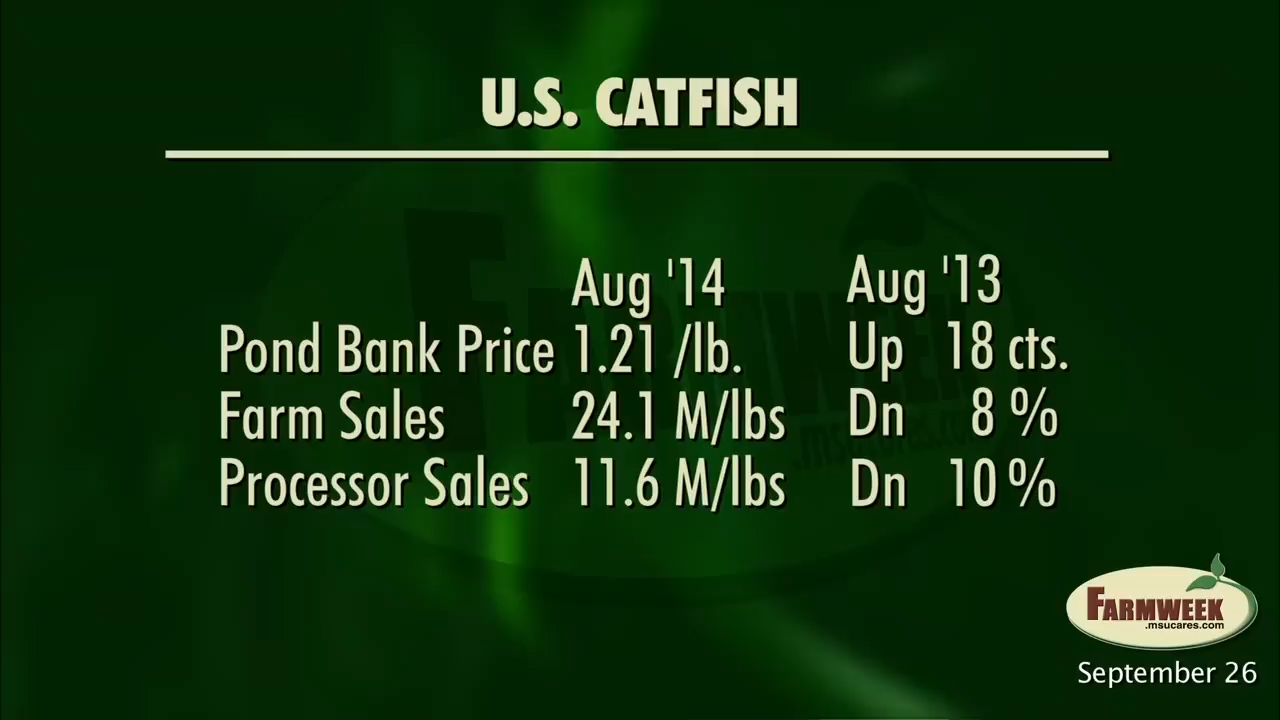 U.S. CATFISH
Aug '14 Aug '13
Pond Bank Price 1.21 /lb. Up 18 cts.
Farm Sales 24.1 M/lbs Dn 8 %
Processor Sales 11.6 M/lbs Dn 10 %
FARMWEEK
.msucares.com
September 26